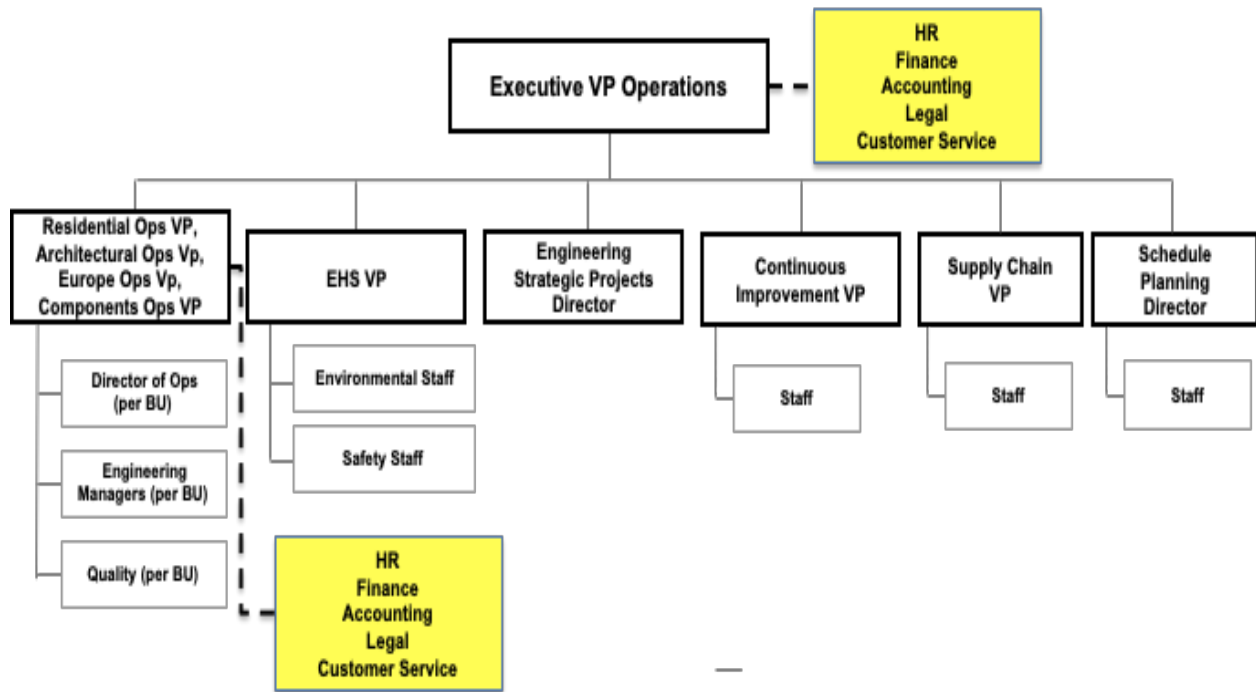 Executive VP Operations
HR
Finance
Accounting
Legal
Customer Service
Residential Ops VP,
Architectural Ops Vp,
Europe Ops Vp,
Components Ops VP
EHS VP
Engineering
Strategic Projects
Director
Continuous
Improvement VP
Supply Chain
VP
Schedule
Planning
Director
Director of Ops
(per BU)
Engineering
Managers (per BU)
Quality (per BU)
Environmental Staff
Safety Staff
Staff
Staff
Staff
HR
Finance
Accounting
Legal
Customer Service